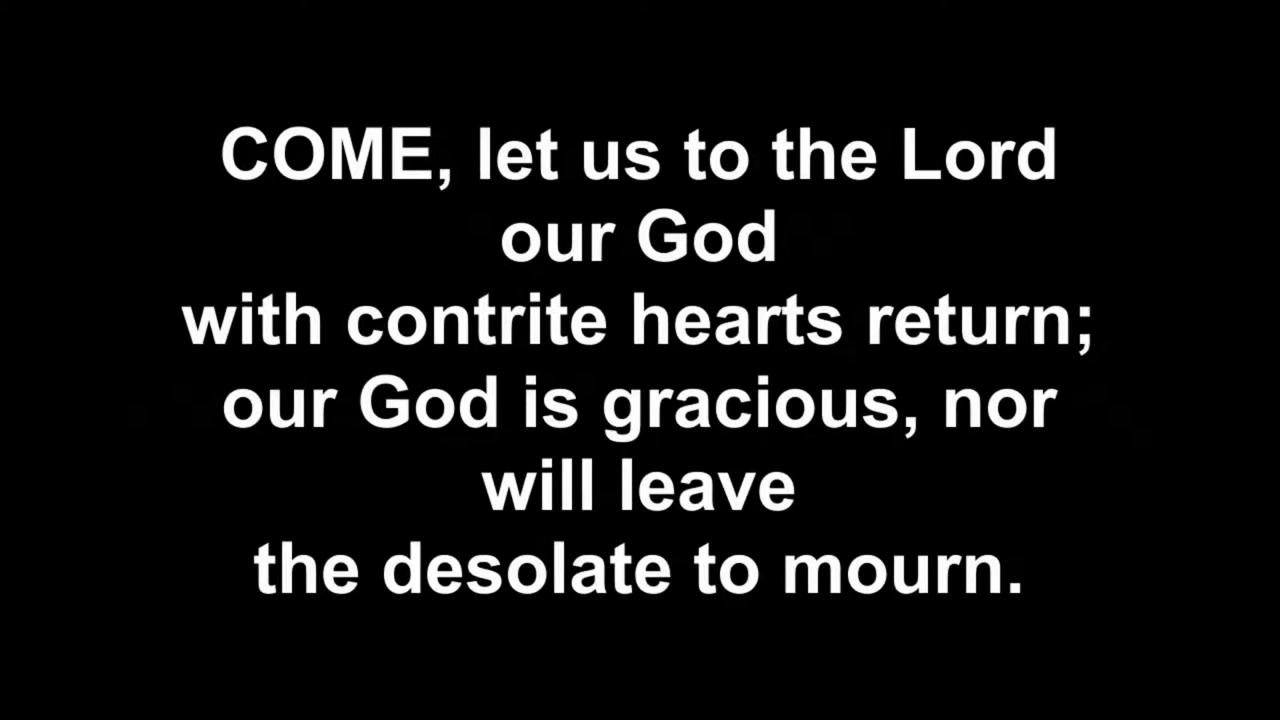 COME, let us to the Lord
our God
with contrite hearts return;
our God is gracious, nor
will leave
the desolate to mourn.